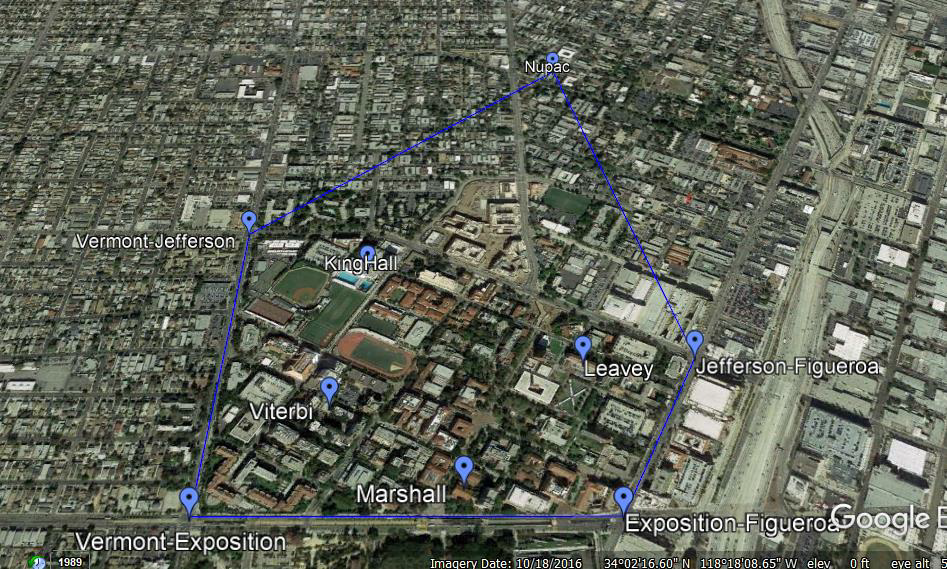 Nupac
Vermont-Jefferson
KingHall
Jefferson-Figueroa
Leavey
Viterbi
Marshall
Exposition-Figueroa
Google
Vermont-Exposition
1989
Imagery Date: 10/18/2016 34°02'16.60" N 118°18'08.65" W elev 0 ft eye alt